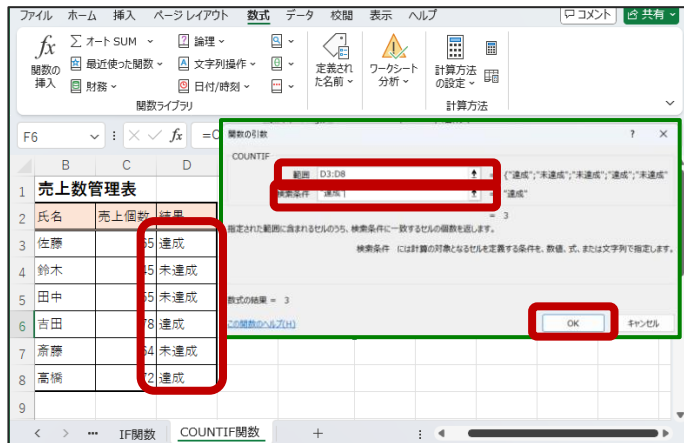 ファイル ホーム 挿入 ページ レイアウト 数式 データ 校閲 表示 ヘルプ コメント 共有
fx Σ オート SUM 論理
関数の挿入 最近使った関数 文字列操作 定義された名前 ワークシート分析 計算方法の設定
財務 日付/時刻
関数ライブラリ 計算方法
F6 fx =C
関数の引数 ? ×
COUNTIF
範囲 D3:D8 = {"達成";"未達成";"未達成";"達成";"未達成"
検索条件 "達成" = "達成"
= 3
指定された範囲に含まれるセルのうち、検索条件に一致するセルの個数を返します。
検索条件 には計算の対象となるセルを定義する条件を、数値、式、または文字列で指定します。
数式の結果 = 3
この関数のヘルプ(H) OK キャンセル
B C D
1 売上数管理表
2 氏名 売上個数 結果
3 佐藤 達成
4 鈴木 未達成
5 田中 未達成
6 吉田 達成
7 斎藤 未達成
8 高橋 達成
9
IF関数 COUNTIF関数 +